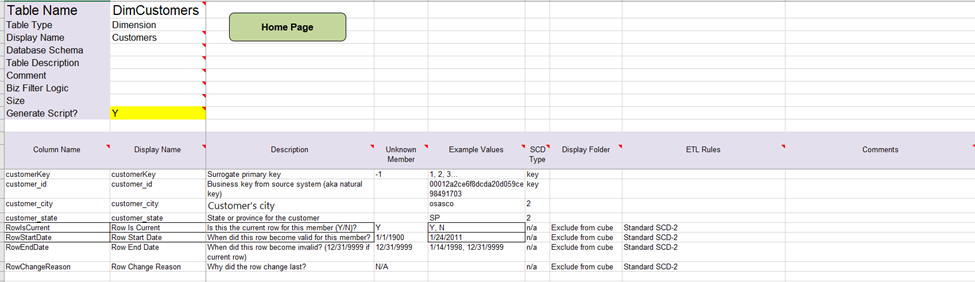 Table Name DimCustomers
Table Type Dimension
Home Page
Display Name Customers
Database Schema
Table Description
Comment
Biz Filter Logic
Size
Generate Script? Y
Column Name Display Name Description Unknown Member Example Values SCD Type Display Folder ETL Rules Comments
customerKey customerKey Surrogate primary key -1 1, 2, 3... key
customer_id customer_id Business key from source system (aka natural key) 00012a2ce6f8dcda20d059ce98491703 key
customer_city customer_city Customer's city osasco 2
customer_state customer_state State or province for the customer SP 2
RowIsCurrent Row Is Current Is this the current row for this member (Y/N)? Y Y, N n/a Exclude from cube Standard SCD-2
RowStartDate Row Start Date When did this row become valid for this member? 1/1/1900 1/24/2011 n/a Exclude from cube Standard SCD-2
RowEndDate Row End Date When did this row become invalid? (12/31/9999 if current row) 12/31/9999 1/14/1998, 12/31/9999 n/a Exclude from cube Standard SCD-2
RowChangeReason Row Change Reason Why did the row change last? N/A n/a Exclude from cube Standard SCD-2